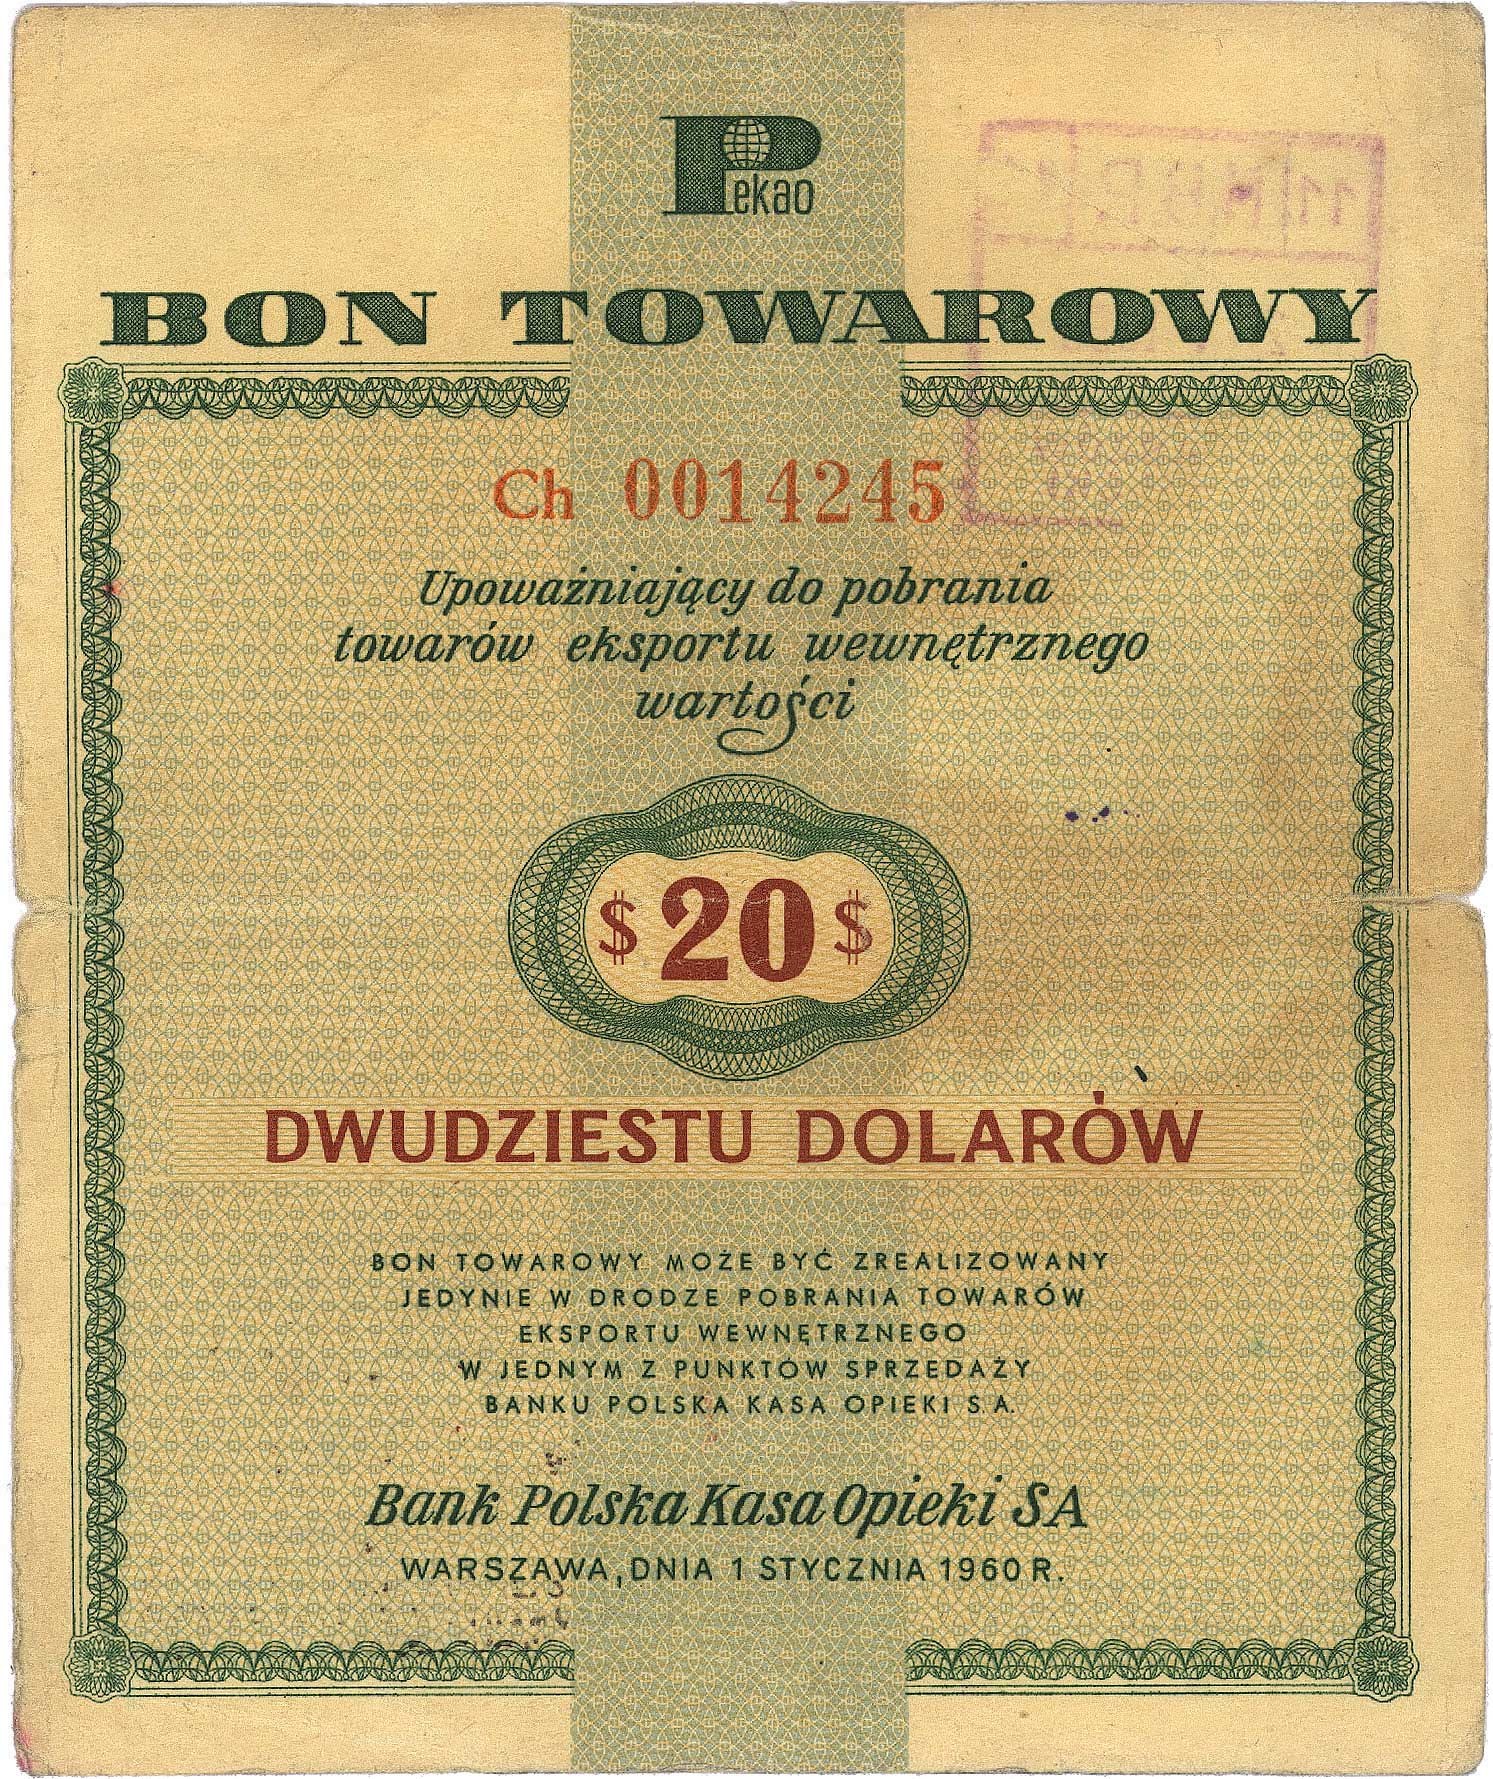 Pekao
BON TOWAROWY
Ch 0014245
Upoważniający do pobrania
towarów eksportu wewnętrznego
wartości
$ 20 $
DWUDZIESTU DOLARÓW
BON TOWAROWY MOŻE BYĆ ZREALIZOWANY
JEDYNIE W DRODZE POBRANIA TOWARÓW
EKSPORTU WEWNĘTRZNEGO
W JEDNYM Z PUNKTÓW SPRZEDAŻY
BANKU POLSKA KASA OPIEKI S.A.
Bank Polska Kasa Opieki SA
WARSZAWA, DNIA 1 STYCZNIA 1960 R.